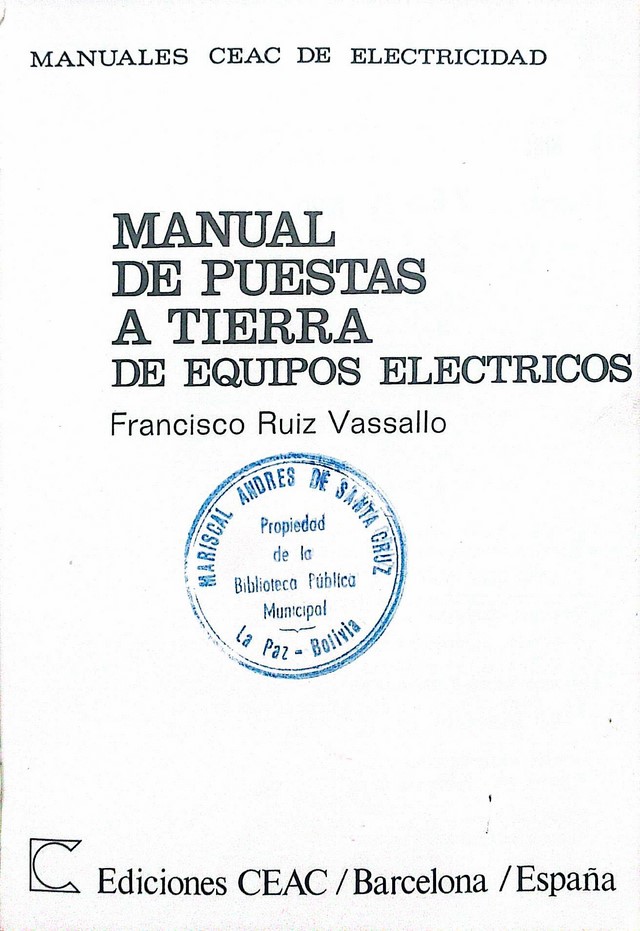 MANUALES CEAC DE ELECTRICIDAD
MANUAL
DE PUESTAS
A TIERRA
DE EQUIPOS ELECTRICOS
Francisco Ruiz Vassallo
MARISCAL ANDRES DE SANTA CRUZ
Propiedad
de la
Biblioteca Pública
Municipal
La Paz - Bolivia
Ediciones CEAC / Barcelona / España